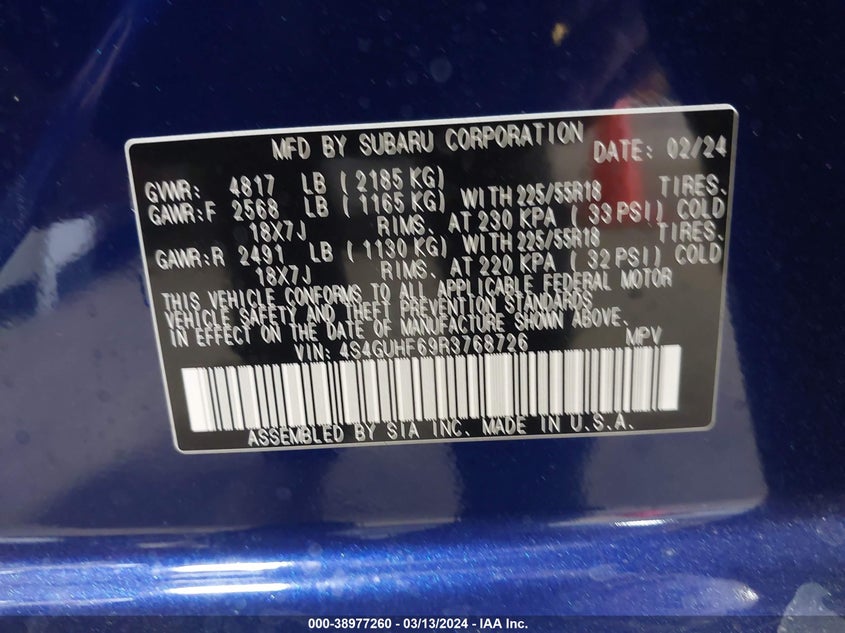 MFD BY SUBARU CORPORATION DATE: 02/24
GVWR: 4817 LB ( 2185 KG)
GAWR:F 2568 LB ( 1165 KG) WITH 225/55R18 TIRES.
18X7J RIMS. AT 230 KPA ( 33 PSI) COLD
GAWR:R 2491 LB ( 1130 KG) WITH 225/55R18 TIRES.
18X7J RIMS. AT 220 KPA ( 32 PSI) COLD
THIS VEHICLE CONFORMS TO ALL APPLICABLE FEDERAL MOTOR
VEHICLE SAFETY AND THEFT PREVENTION STANDARDS
IN EFFECT ON THE DATE OF MANUFACTURE SHOWN ABOVE.
VIN: 4S4GUHF69R3768726 MPV
ASSEMBLED BY SIA INC. MADE IN U.S.A.
000-38977260 - 03/13/2024 - IAA Inc.